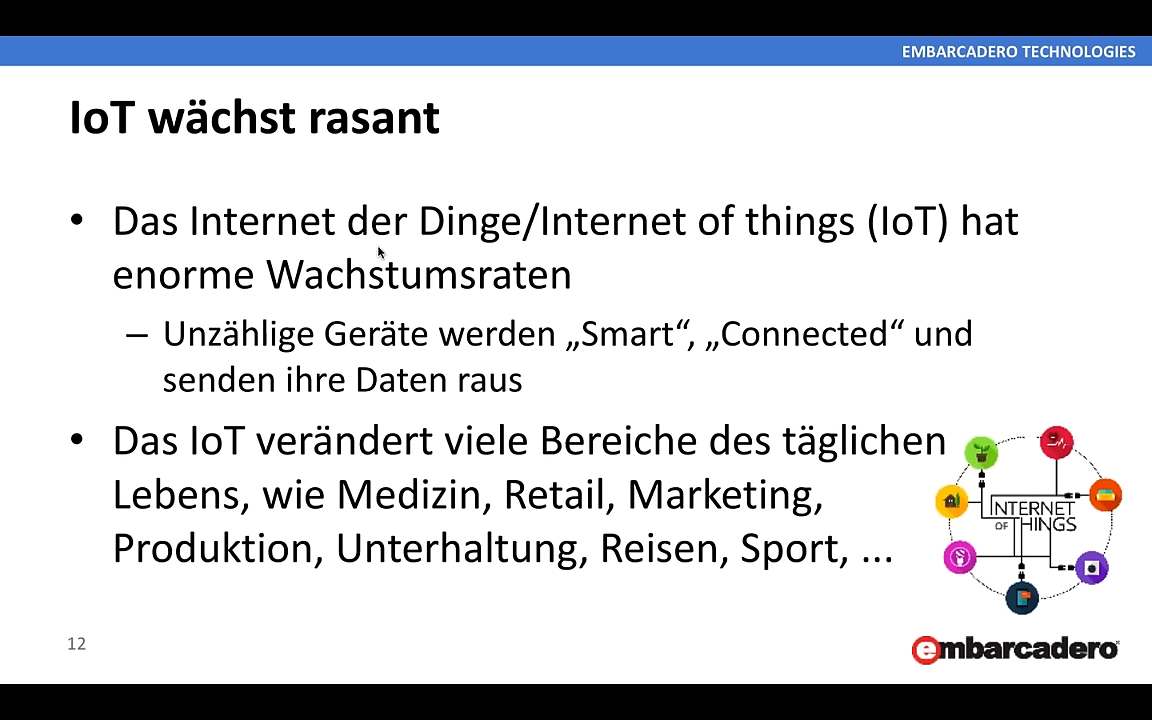 EMBARCADERO TECHNOLOGIES
IoT wächst rasant
• Das Internet der Dinge/Internet of things (IoT) hat
enorme Wachstumsraten
– Unzählige Geräte werden „Smart“, „Connected“ und
senden ihre Daten raus
• Das IoT verändert viele Bereiche des täglichen
Lebens, wie Medizin, Retail, Marketing,
Produktion, Unterhaltung, Reisen, Sport, ...
INTERNET
OF THINGS
12
embarcadero